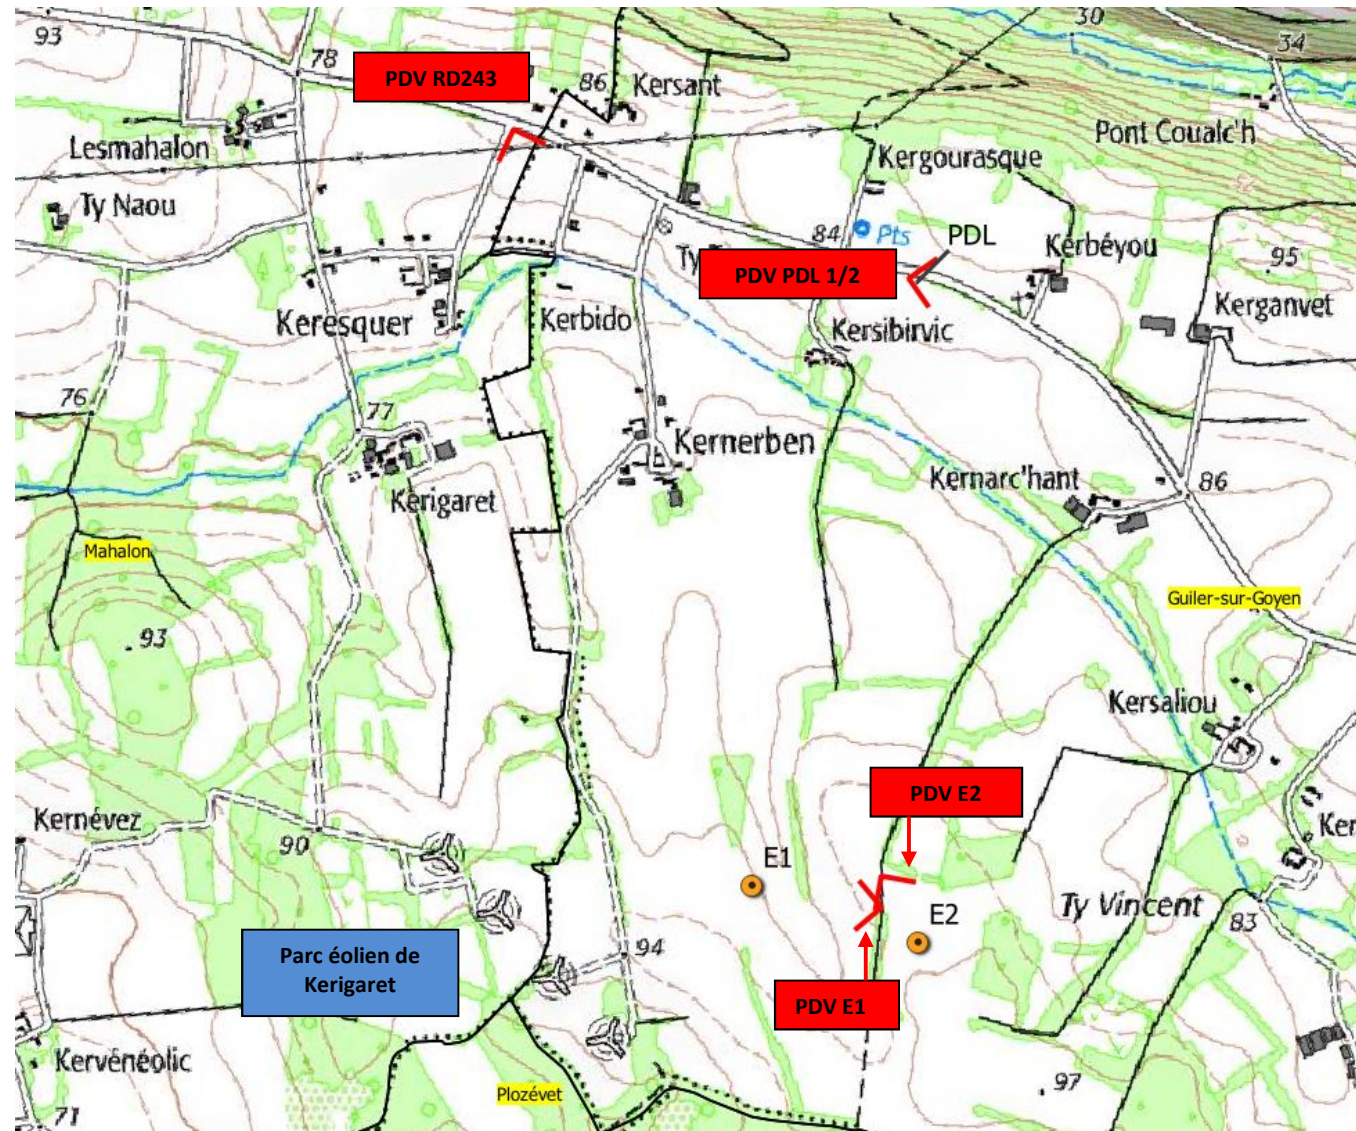 93
30
34
78
PDV RD243
86
Kersant
Pont Coualc'h
Lesmahalon
Kergourasque
Ty Naou
84
Pts
PDL
Kerbéyou
95
PDV PDL 1/2
Kerganvet
Keresquer
Kerbido
Kersibirvic
76
77
Kernerben
Kernarc'hant
86
Kerigaret
Mahalon
Guiler-sur-Goyen
93
Kersaliou
PDV E2
Kernévez
90
E1
Ker
E2
Ty Vincent
83
Parc éolien de
Kerigaret
94
PDV E1
Kervénéolic
97
Plozévet
71